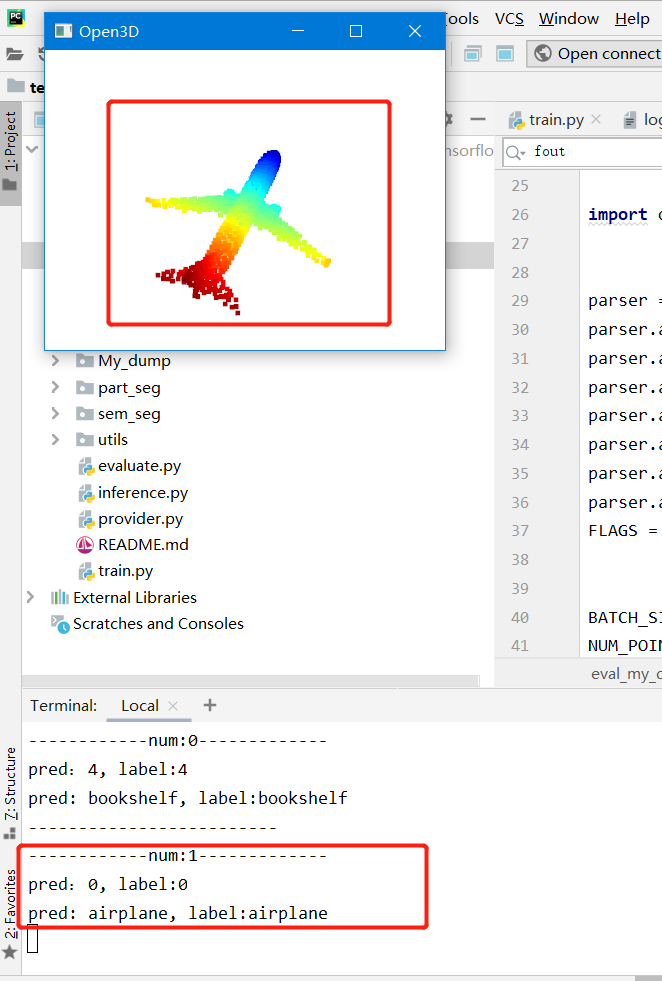 Open3D
Tools VCS Window Help
Open connect
te
1: Project
nsorflo
train.py
log
fout
My_dump
part_seg
sem_seg
utils
evaluate.py
inference.py
provider.py
README.md
train.py
External Libraries
Scratches and Consoles
25
26 import
27
28
29 parser =
30 parser.a
31 parser.a
32 parser.a
33 parser.a
34 parser.a
35 parser.a
36 parser.a
37 FLAGS =
38
39
40 BATCH_SI
41 NUM_POIN
eval_my_
Terminal: Local +
7: Structure
2: Favorites
------------num:0-------------
pred: 4, label:4
pred: bookshelf, label:bookshelf
-------------------------
------------num:1-------------
pred: 0, label:0
pred: airplane, label:airplane